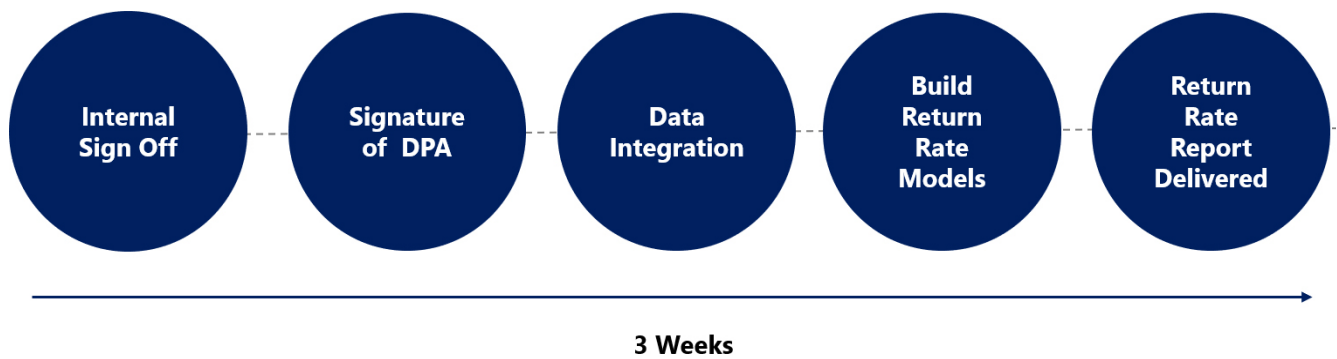 Internal
Sign Off
Signature
of DPA
Data
Integration
Build
Return
Rate
Models
Return
Rate
Report
Delivered
3 Weeks